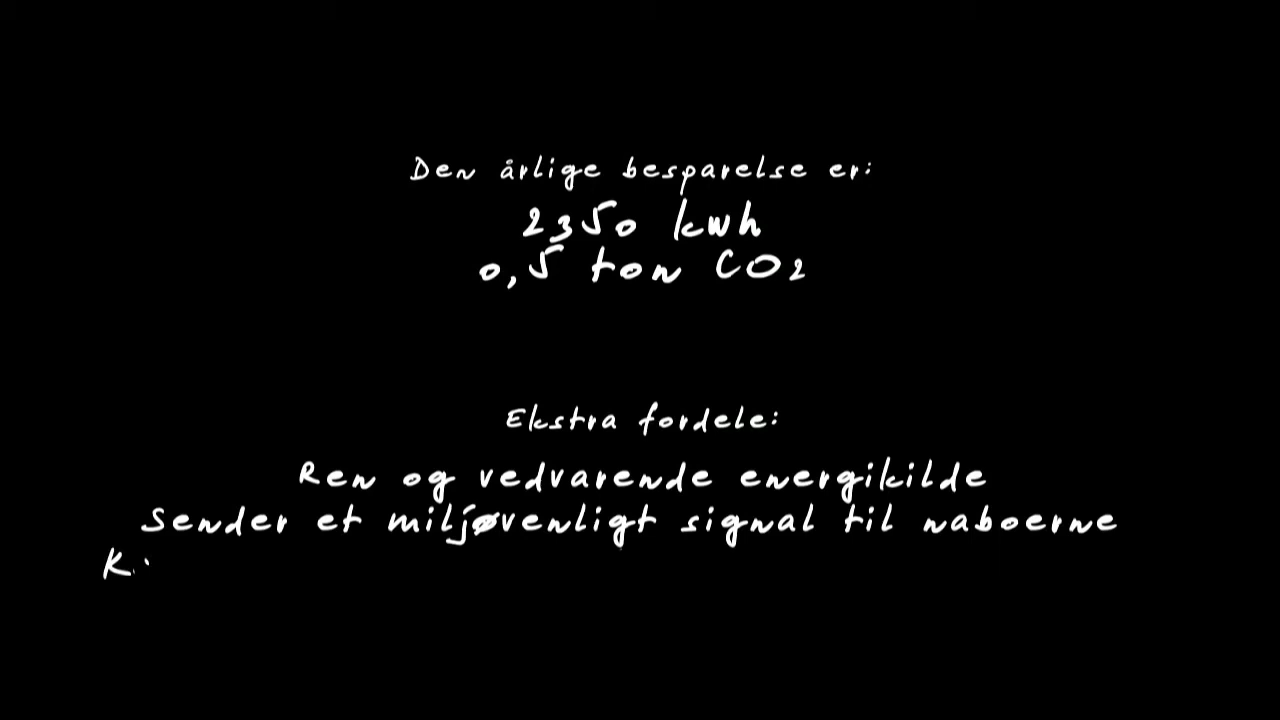 Den årlige besparelse er:
2350 kwh
0,5 ton CO2
Ekstra fordele:
Ren og vedvarende energikilde
Sender et miljøvenligt signal til naboerne